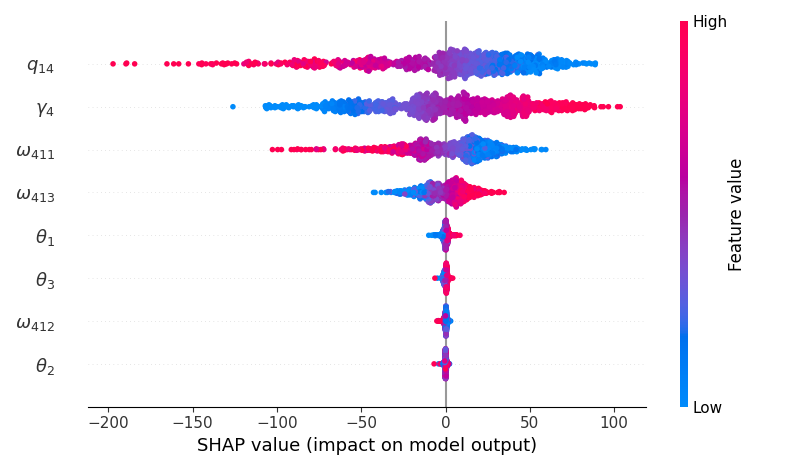 High
q14
γ4
ω411
ω413
θ1
θ3
ω412
θ2
Feature value
Low
−200 −150 −100 −50 0 50 100
SHAP value (impact on model output)